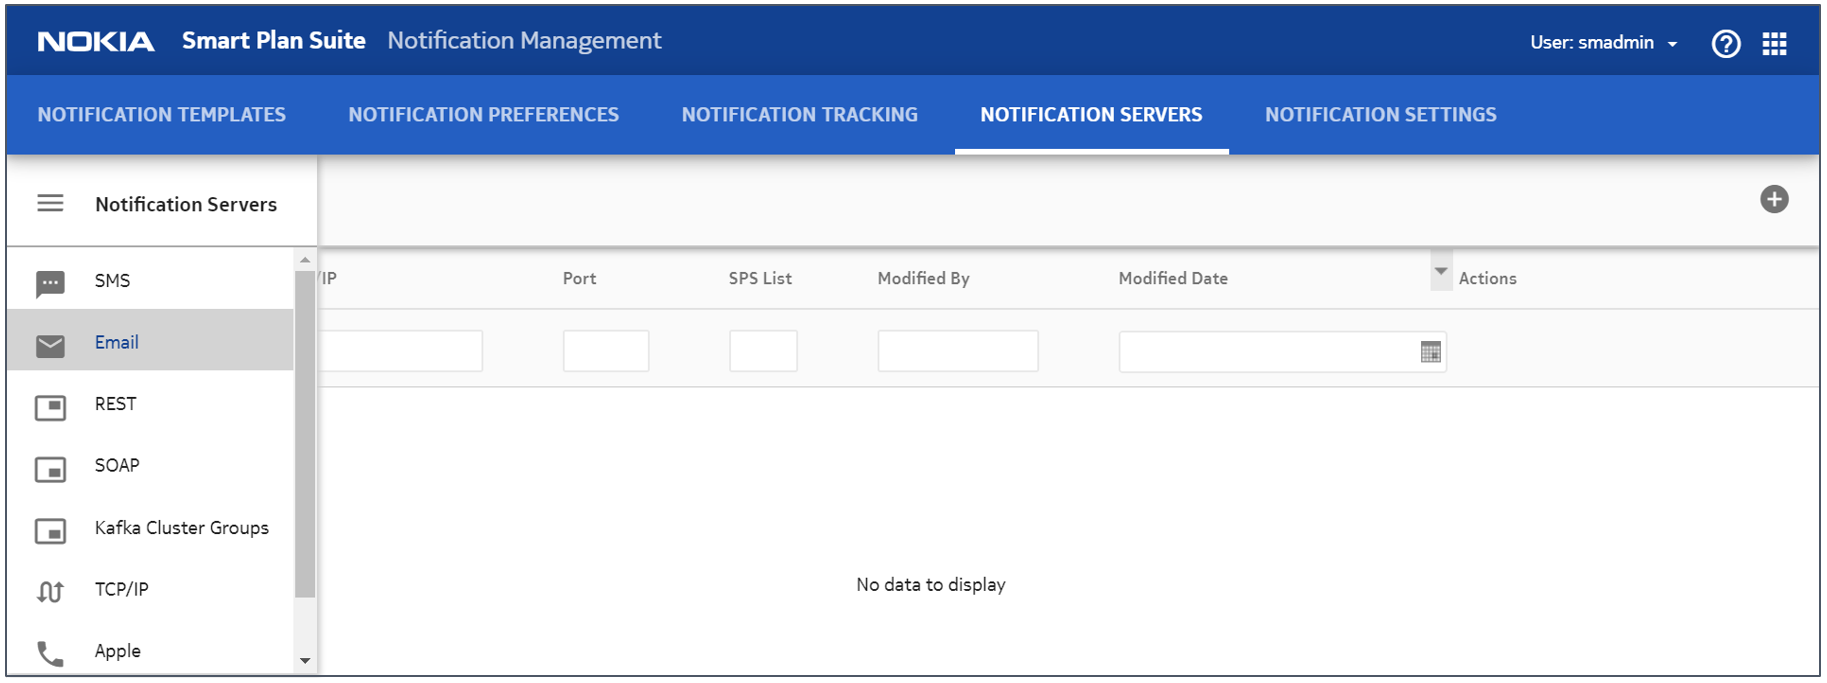 NOKIA Smart Plan Suite Notification Management User: smadmin
NOTIFICATION TEMPLATES NOTIFICATION PREFERENCES NOTIFICATION TRACKING NOTIFICATION SERVERS NOTIFICATION SETTINGS
Notification Servers
/IP Port SPS List Modified By Modified Date Actions
SMS
Email
REST
SOAP
Kafka Cluster Groups
TCP/IP
Apple
No data to display